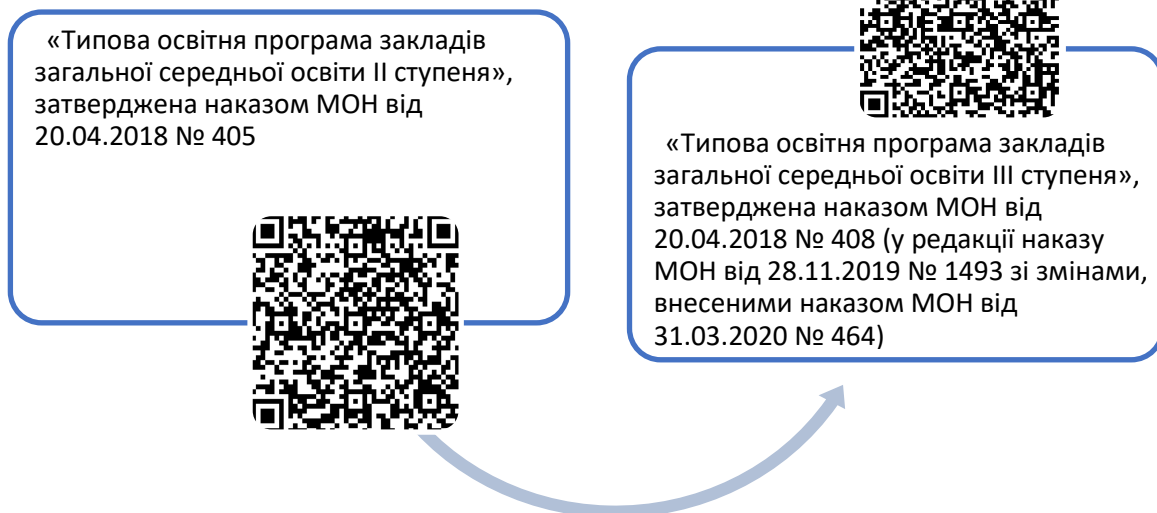 «Типова освітня програма закладів
загальної середньої освіти ІІ ступеня»,
затверджена наказом МОН від
20.04.2018 № 405
«Типова освітня програма закладів
загальної середньої освіти ІІІ ступеня»,
затверджена наказом МОН від
20.04.2018 № 408 (у редакції наказу
МОН від 28.11.2019 № 1493 зі змінами,
внесеними наказом МОН від
31.03.2020 № 464)